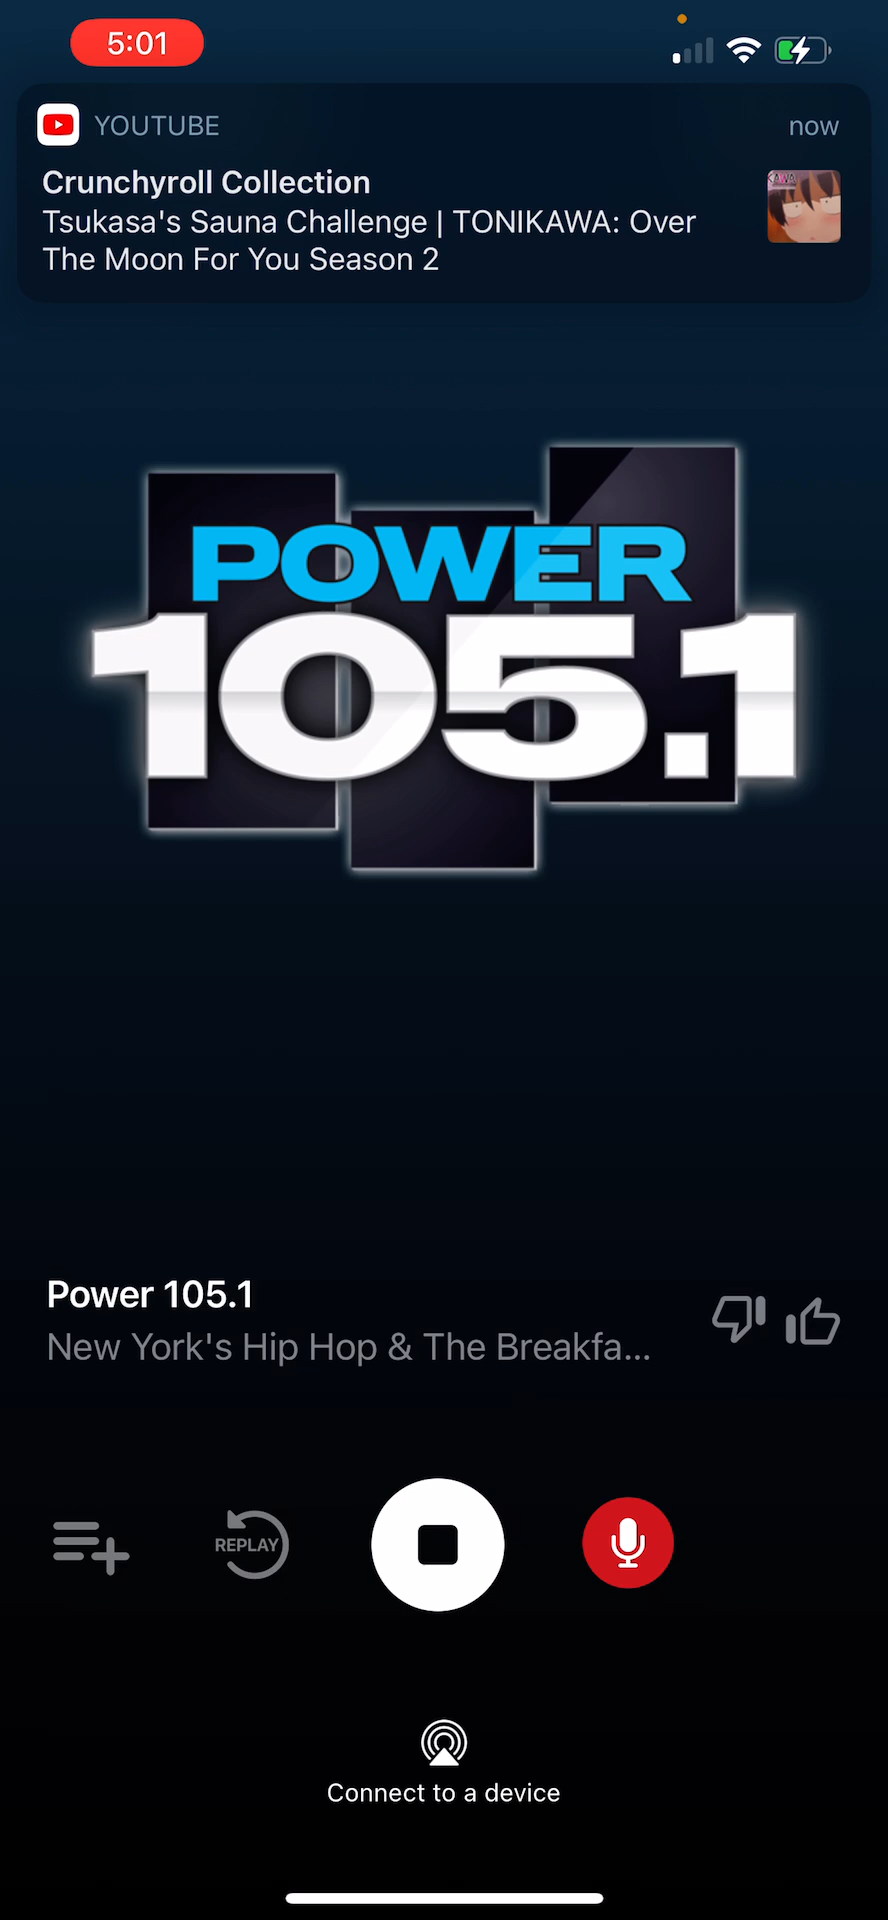 5:01
YOUTUBE
now
Crunchyroll Collection
Tsukasa's Sauna Challenge | TONIKAWA: Over
The Moon For You Season 2
POWER
105.1
Power 105.1
New York's Hip Hop & The Breakfa...
REPLAY
Connect to a device